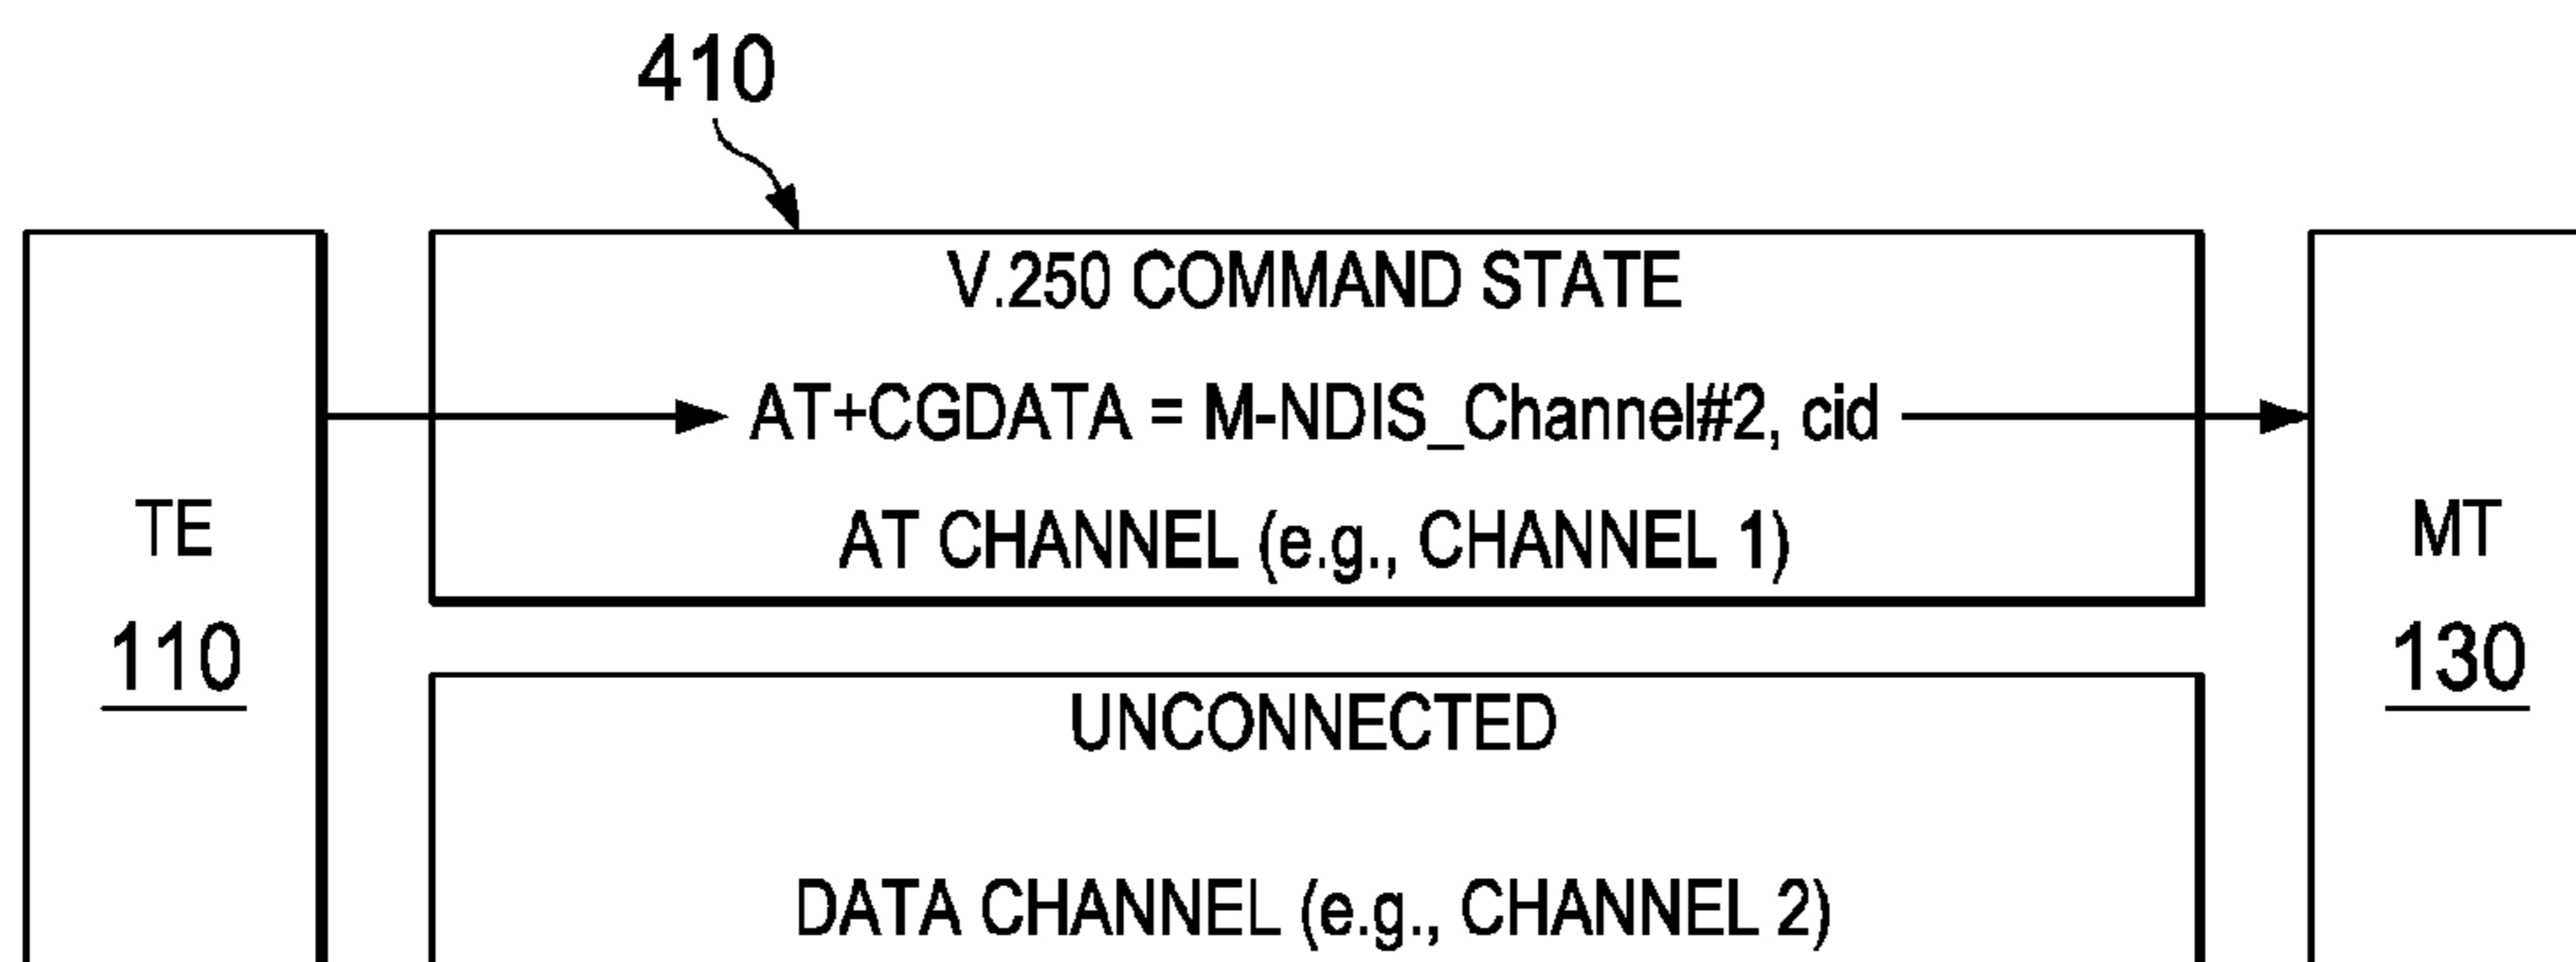 410
V.250 COMMAND STATE
AT+CGDATA = M-NDIS_Channel#2, cid
AT CHANNEL (e.g., CHANNEL 1)
TE
110
MT
130
UNCONNECTED
DATA CHANNEL (e.g., CHANNEL 2)